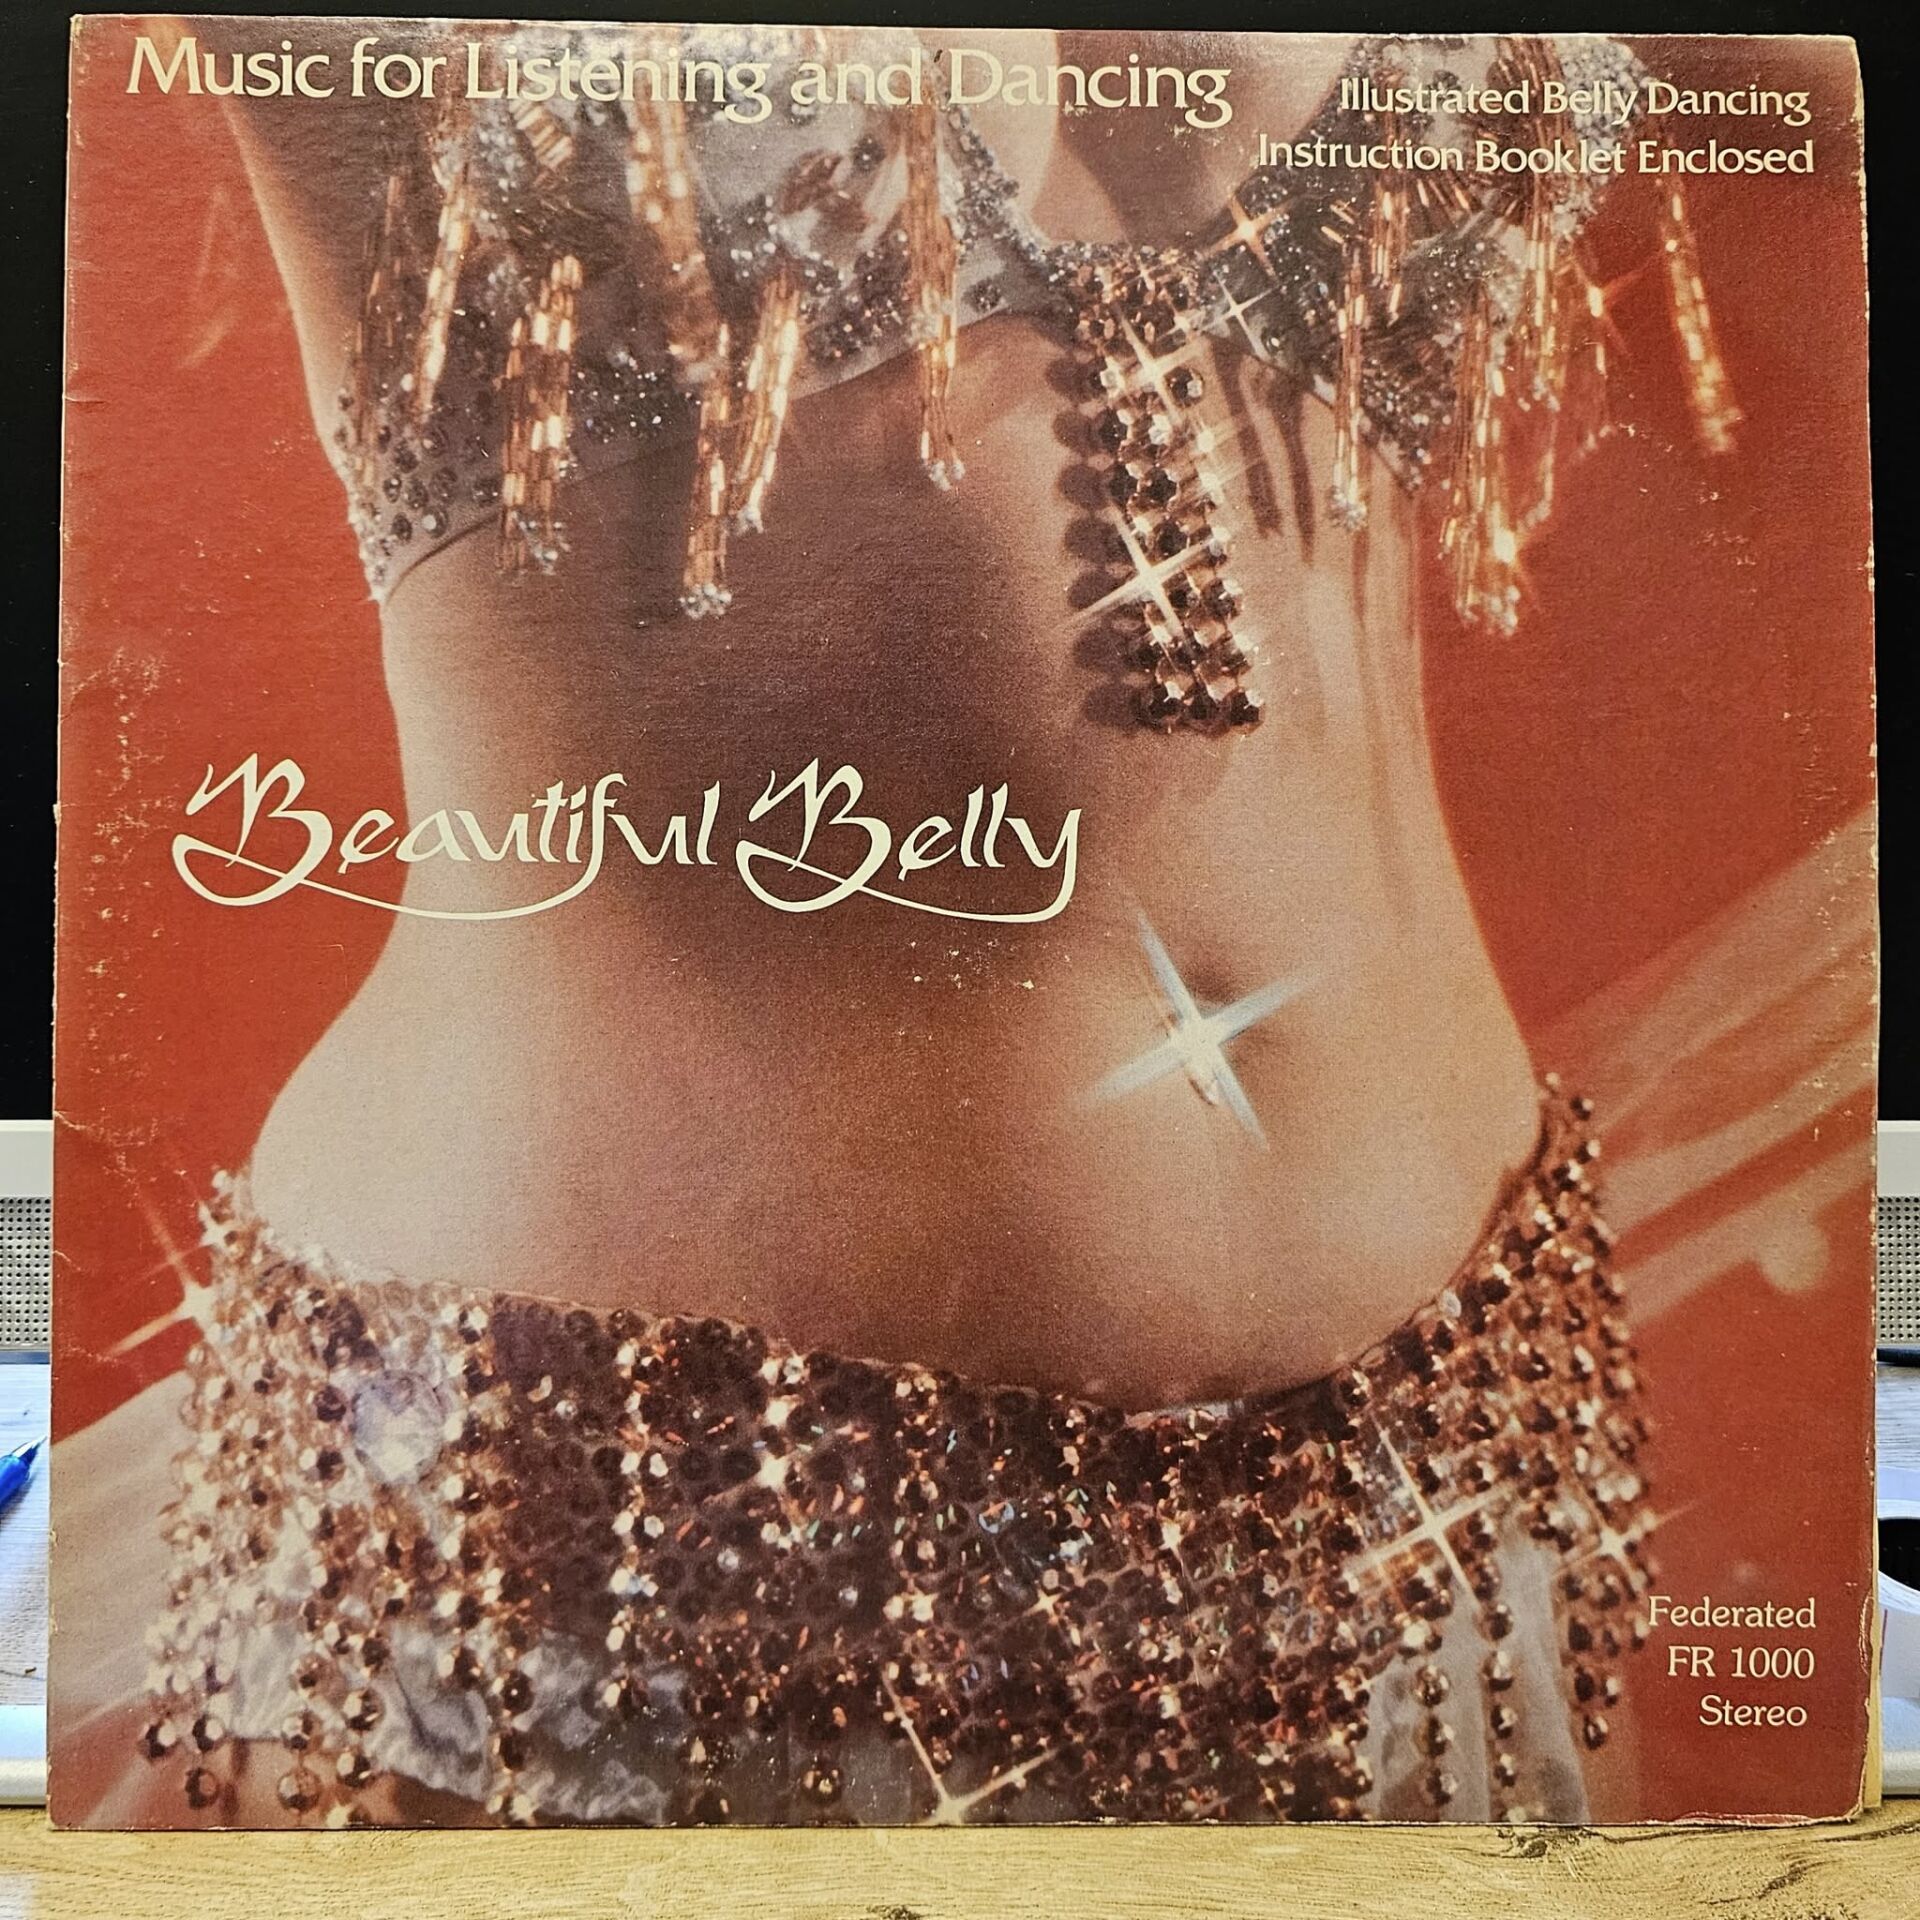 Music for Listening and Dancing
Illustrated Belly Dancing
Instruction Booklet Enclosed
Beautiful Belly
Federated
FR 1000
Stereo